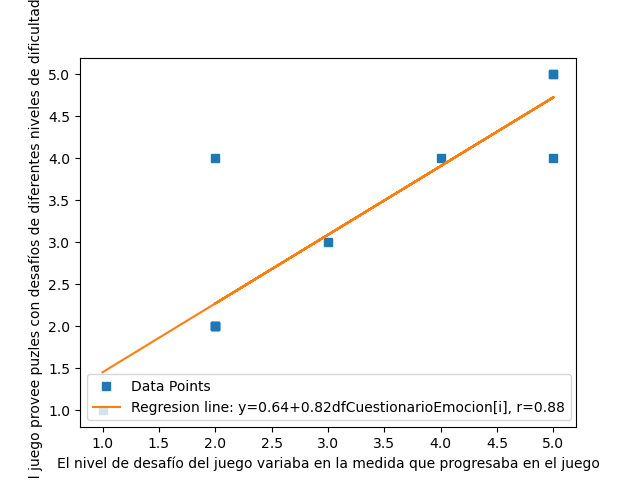 l juego provee puzles con desafíos de diferentes niveles de dificultad
5.0
4.5
4.0
3.5
3.0
2.5
2.0
1.5
1.0
Data Points
Regresion line: y=0.64+0.82dfCuestionarioEmocion[i], r=0.88
1.0 1.5 2.0 2.5 3.0 3.5 4.0 4.5 5.0
El nivel de desafío del juego variaba en la medida que progresaba en el juego